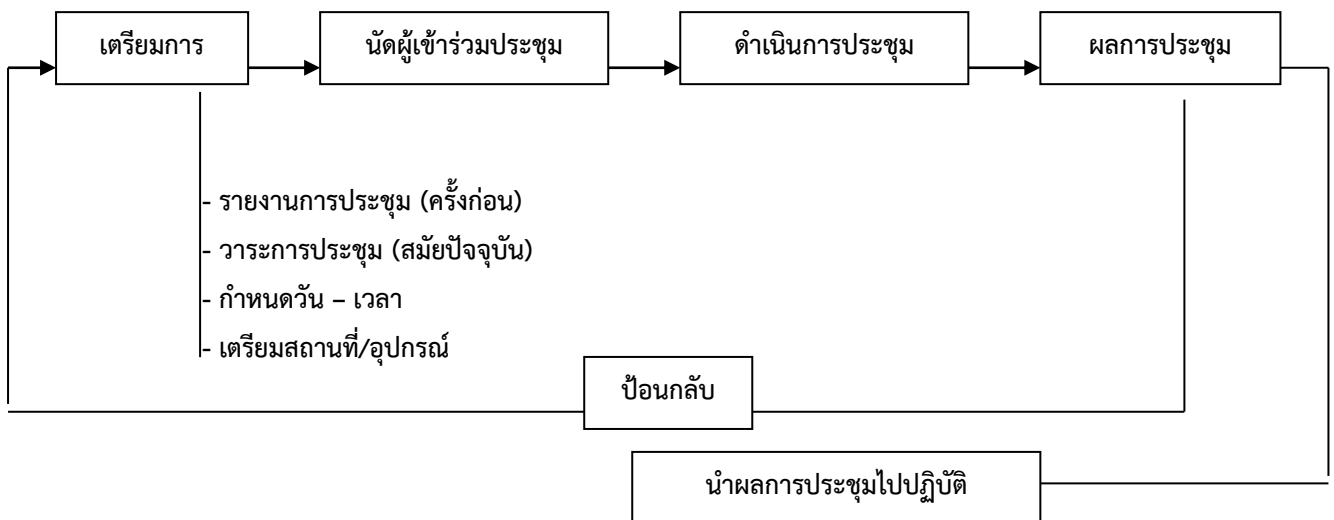 เตรียมการ
นัดผู้เข้าร่วมประชุม
ดำเนินการประชุม
ผลการประชุม
- รายงานการประชุม (ครั้งก่อน)
- วาระการประชุม (สมัยปัจจุบัน)
- กำหนดวัน – เวลา
- เตรียมสถานที่/อุปกรณ์
ป้อนกลับ
นำผลการประชุมไปปฏิบัติ